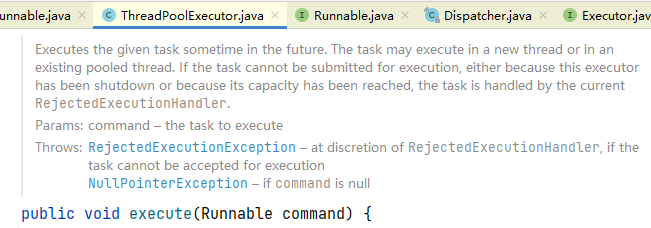 unnable.java
ThreadPoolExecutor.java
Runnable.java
Dispatcher.java
Executor.jav
Executes the given task sometime in the future. The task may execute in a new thread or in an
existing pooled thread. If the task cannot be submitted for execution, either because this executor
has been shutdown or because its capacity has been reached, the task is handled by the current
RejectedExecutionHandler.
Params: command – the task to execute
Throws: RejectedExecutionException – at discretion of RejectedExecutionHandler, if the
task cannot be accepted for execution
NullPointerException – if command is null
public void execute(Runnable command) {